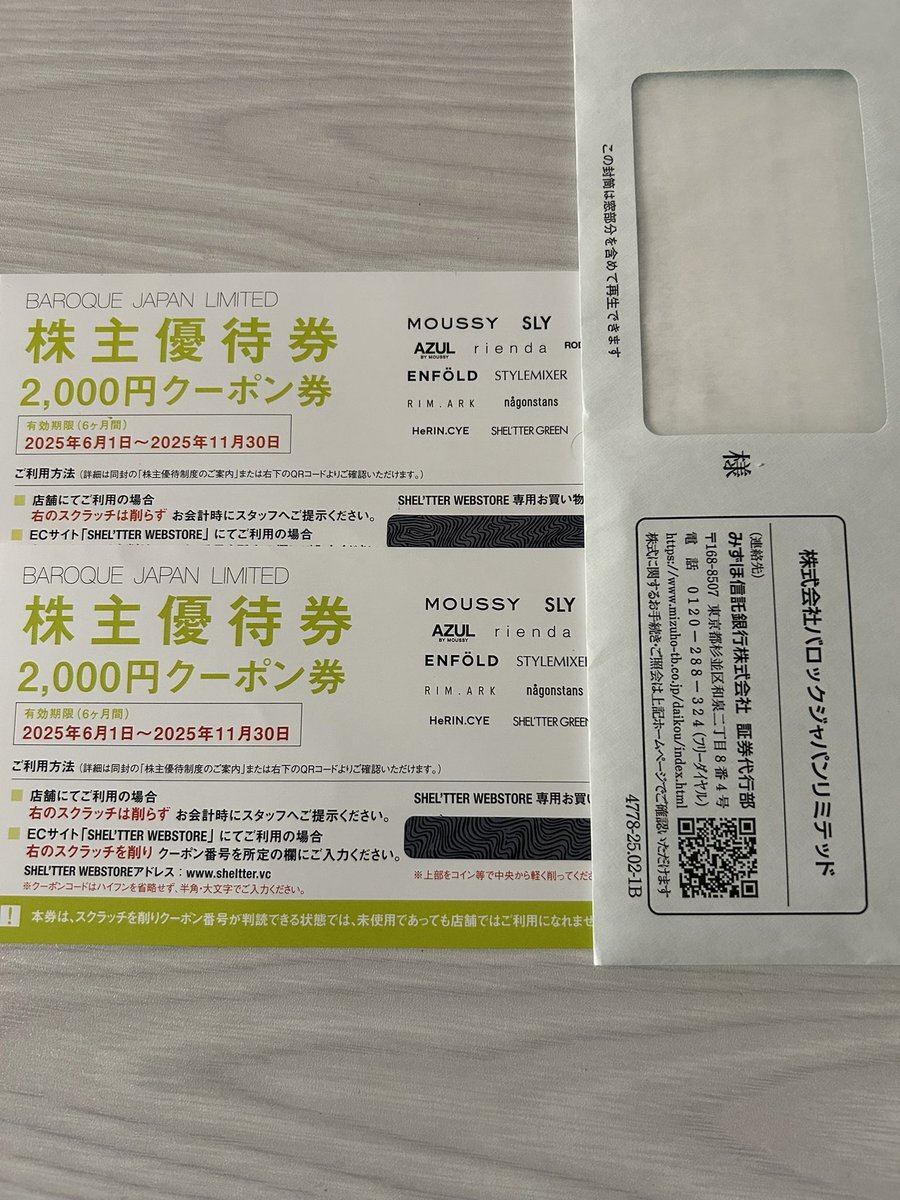 BAROQUE JAPAN LIMITED
株主優待券
2,000円クーポン券
有効期限(6ヶ月間)
2025年6月1日〜2025年11月30日
MOUSSY SLY
AZUL rienda
BY MOUSSY
ENFÖLD STYLEMIXER
RIM.ARK någonstans
HeRIN.CYE SHEL'TTER GREEN
ご利用方法 (詳細は同封の「株主優待制度のご案内」または右下のQRコードよりご確認いただけます。)
店舗にてご利用の場合
右のスクラッチは削らず お会計時にスタッフへご提示ください。
ECサイト「SHEL'TTER WEBSTORE」にてご利用の場合
SHEL'TTER WEBSTORE 専用お買い物
BAROQUE JAPAN LIMITED
株主優待券
2,000円クーポン券
有効期限(6ヶ月間)
2025年6月1日〜2025年11月30日
MOUSSY SLY
AZUL rienda
BY MOUSSY
ENFÖLD STYLEMIXE
RIM.ARK någonstans
HeRIN.CYE SHEL'TTER GREEN
ご利用方法 (詳細は同封の「株主優待制度のご案内」または右下のQRコードよりご確認いただけます。)
店舗にてご利用の場合
右のスクラッチは削らず お会計時にスタッフへご提示ください。
ECサイト「SHEL'TTER WEBSTORE」にてご利用の場合
右のスクラッチを削り クーポン番号を所定の欄にご入力ください。
SHEL'TTER WEBSTOREアドレス：www.sheltter.vc
※クーポンコードはハイフンを省略せず、半角・大文字でご入力ください。
SHEL'TTER WEBSTORE 専用お買い
※上部をコイン等で中央から軽く削ってくだ
! 本券は、スクラッチを削りクーポン番号が判読できる状態では、未使用であっても店舗ではご利用になれませ
この封筒は窓部分を含めて再生できます
様
株式会社バロックジャパンリミテッド
(連絡先)
みずほ信託銀行株式会社 証券代行部
〒168-8507 東京都杉並区和泉二丁目8番4号
電話 0120-288-324(フリーダイヤル)
https://www.mizuho-tb.co.jp/daikou/index.html
株式に関するお手続き・ご照会は上記ホームページでご確認いただけます
4778-25.02-1B